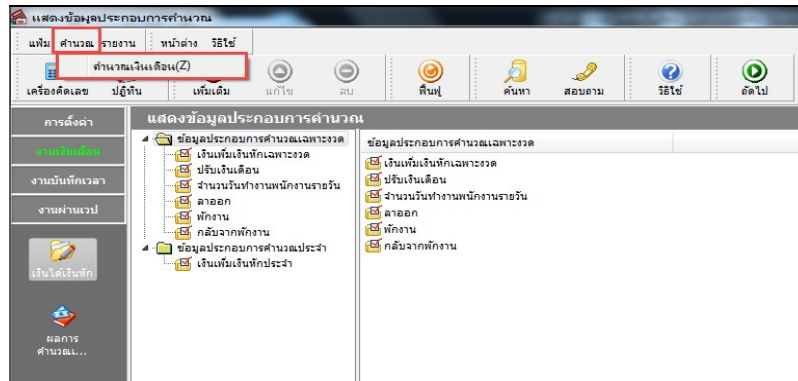 แสดงข้อมูลประกอบการคำนวณ
แฟ้ม คำนวณ รายงาน หน้าต่าง วิธีใช้
คำนวณเงินเดือน(Z)
เครื่องคิดเลข ปฏิทิน เพิ่มเติม แก้ไข ลบ ฟื้นฟู ค้นหา สอบถาม วิธีใช้ ถัดไป
การตั้งค่า
งานเงินเดือน
งานบันทึกเวลา
งานผ่านเวป
เงินได้เงินหัก
ผลการ
คำนวณเ...
แสดงข้อมูลประกอบการคำนวณ
ข้อมูลประกอบการคำนวณเฉพาะงวด
เงินเพิ่มเงินหักเฉพาะงวด
ปรับเงินเดือน
จำนวนวันทำงานพนักงานรายวัน
ลาออก
พักงาน
กลับจากพักงาน
ข้อมูลประกอบการคำนวณประจำ
เงินเพิ่มเงินหักประจำ
ข้อมูลประกอบการคำนวณเฉพาะงวด
เงินเพิ่มเงินหักเฉพาะงวด
ปรับเงินเดือน
จำนวนวันทำงานพนักงานรายวัน
ลาออก
พักงาน
กลับจากพักงาน